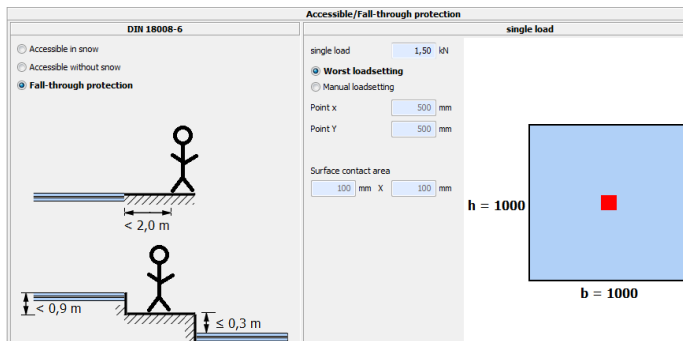 Accessible/Fall-through protection
DIN 18008-6
Accessible in snow
Accessible without snow
Fall-through protection
< 2,0 m
< 0,9 m
≤ 0,3 m
single load
single load 1,50 kN
Worst loadsetting
Manual loadsetting
Point x 500 mm
Point Y 500 mm
Surface contact area
100 mm X 100 mm
h = 1000
b = 1000